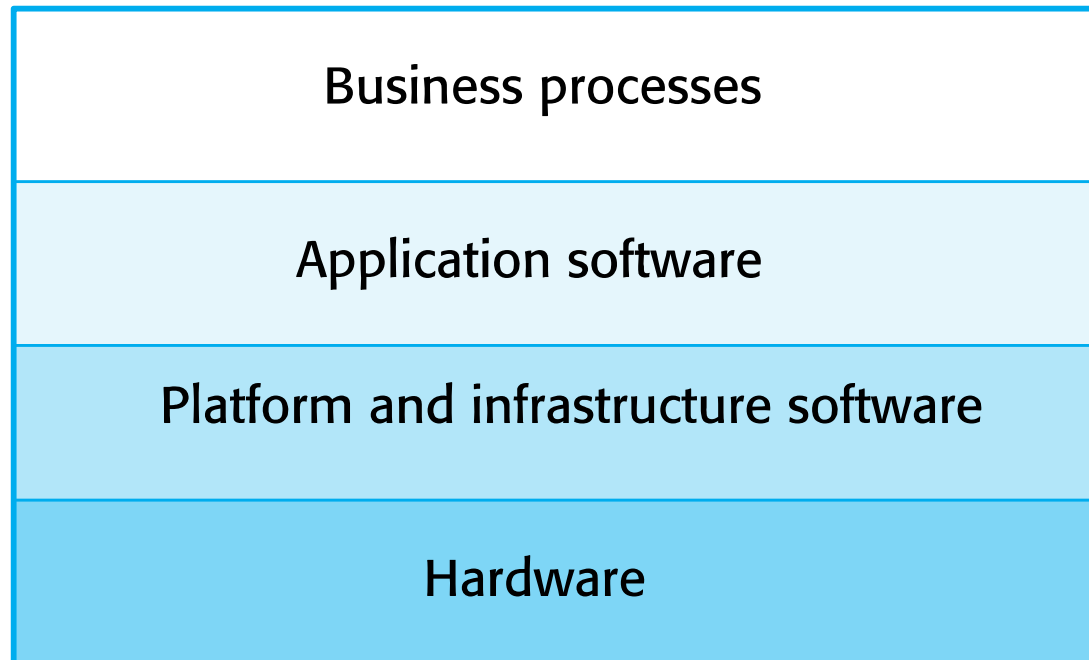 Business processes
Application software
Platform and infrastructure software
Hardware